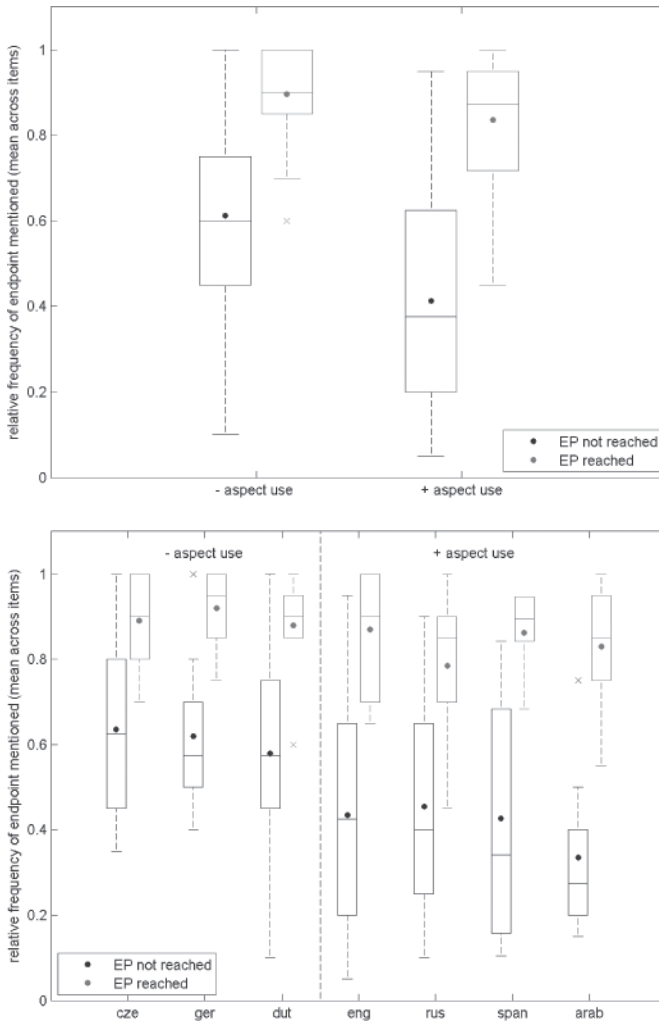 relative frequency of endpoint mentioned (mean across items)
1
0.8
0.6
0.4
0.2
0
EP not reached
EP reached
- aspect use
+ aspect use
relative frequency of endpoint mentioned (mean across items)
- aspect use
+ aspect use
1
0.8
0.6
0.4
0.2
0
EP not reached
EP reached
cze ger dut eng rus span arab